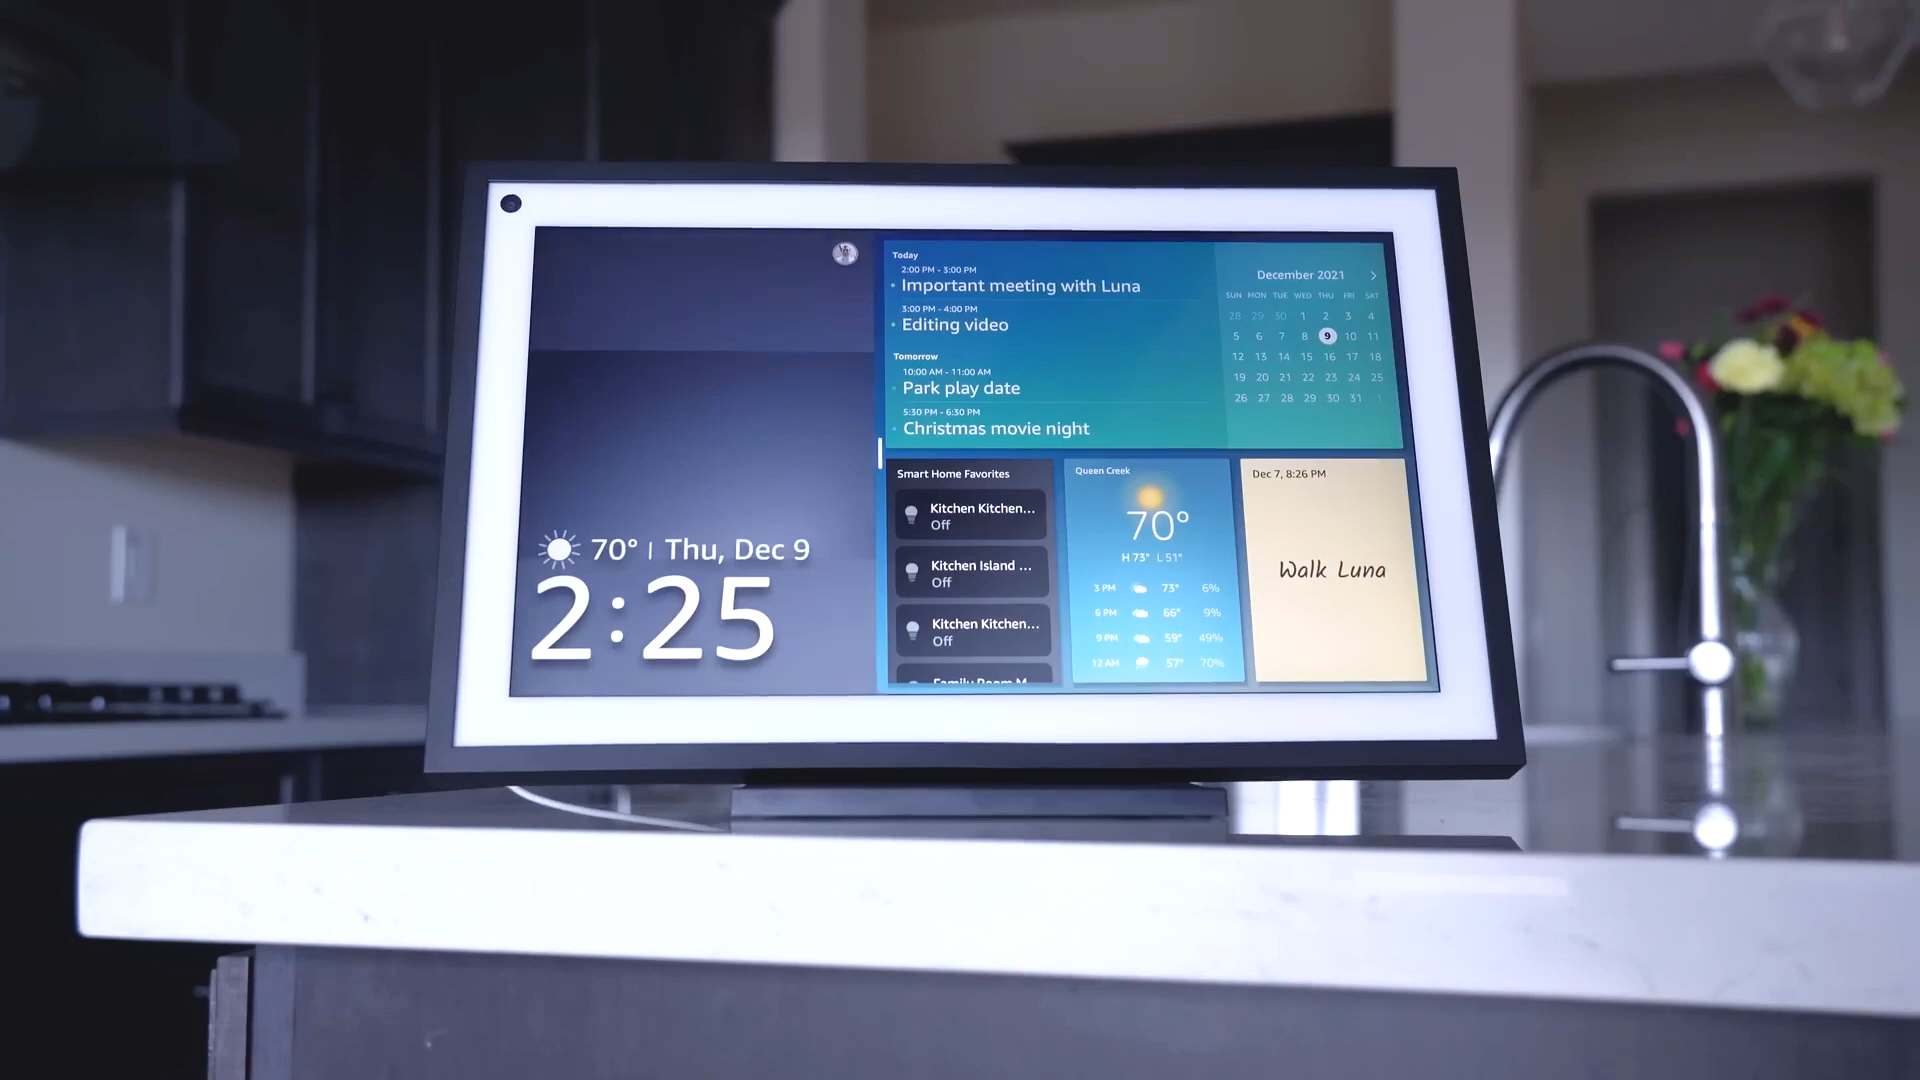 70° | Thu, Dec 9
2:25
Today
2:00 PM - 3:00 PM
Important meeting with Luna
3:00 PM - 4:00 PM
Editing video
Tomorrow
10:00 AM - 11:00 AM
Park play date
5:30 PM - 6:30 PM
Christmas movie night
December 2021 >
SUN MON TUE WED THU FRI SAT
28 29 30 1 2 3 4
5 6 7 8 9 10 11
12 13 14 15 16 17 18
19 20 21 22 23 24 25
26 27 28 29 30 31 1
Smart Home Favorites
Kitchen Kitchen...
Off
Kitchen Island ...
Off
Kitchen Kitchen...
Off
Family Room M
Queen Creek
70°
H 73° L 51°
3 PM 73° 6%
6 PM 66° 9%
9 PM 59° 49%
12 AM 57° 70%
Dec 7, 8:26 PM
Walk Luna